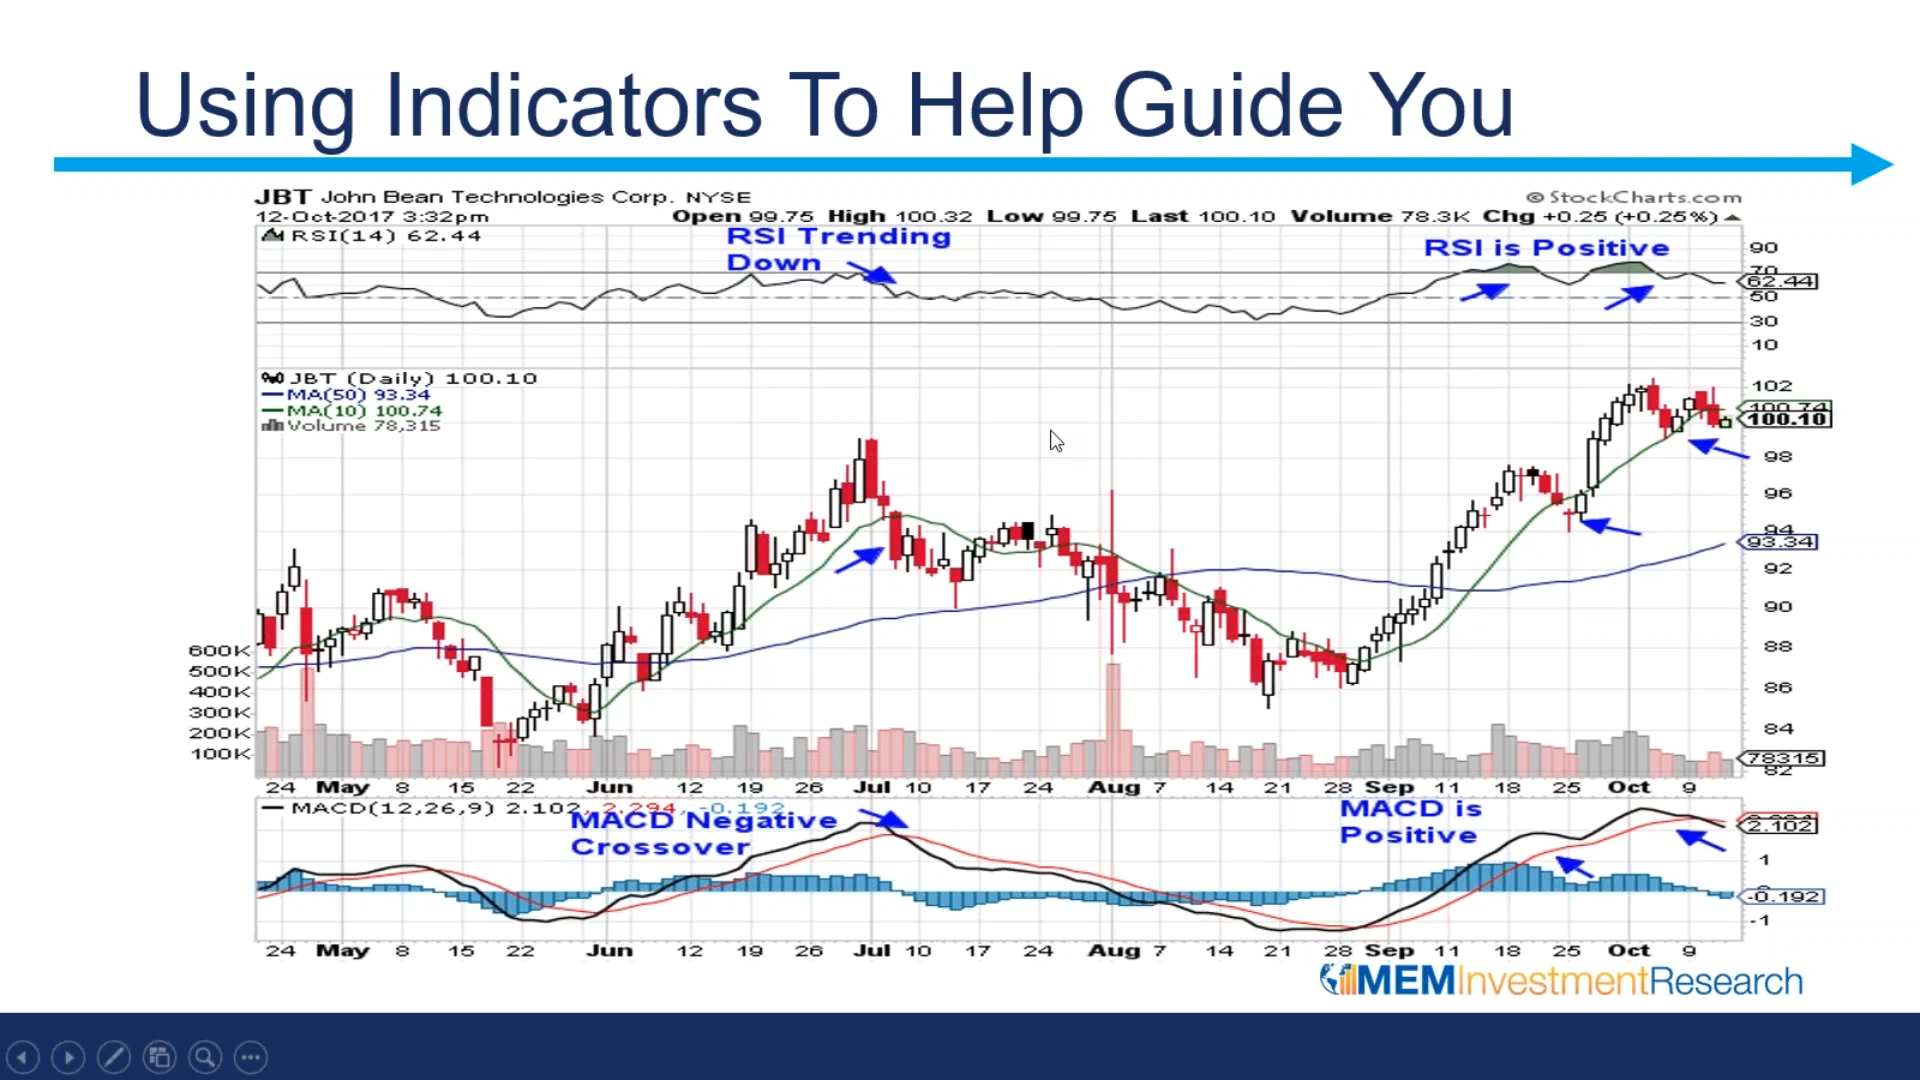 Using Indicators To Help Guide You
JBT John Bean Technologies Corp. NYSE
© StockCharts.com
12-Oct-2017 3:32pm
Open 99.75 High 100.32 Low 99.75 Last 100.10 Volume 78.3K Chg +0.25 (+0.25%)
RSI(14) 62.44
RSI Trending
Down
RSI is Positive
90
70
62.44
50
30
10
JBT (Daily) 100.10
MA(50) 93.34
MA(10) 100.74
Volume 78,315
102
100.74
100.10
98
96
94
93.34
92
90
88
86
84
78315
82
600K
500K
400K
300K
200K
100K
24 May 8 15 22 Jun 12 19 26 Jul 10 17 24 Aug 7 14 21 28 Sep 11 18 25 Oct 9
MACD(12,26,9) 2.102, 2.294, -0.192
MACD Negative
Crossover
MACD is
Positive
2.102
1
-0.192
-1
24 May 8 15 22 Jun 12 19 26 Jul 10 17 24 Aug 7 14 21 28 Sep 11 18 25 Oct 9
MEMInvestmentResearch